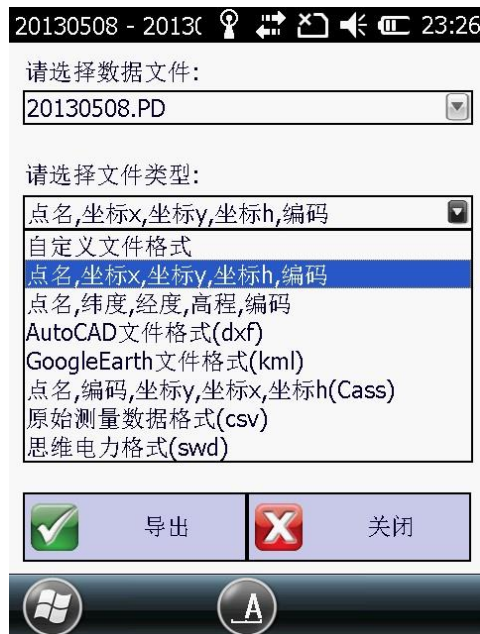 20130508 - 2013( 23:26
请选择数据文件:
20130508.PD
请选择文件类型:
点名,坐标x,坐标y,坐标h,编码
自定义文件格式
点名,坐标x,坐标y,坐标h,编码
点名,纬度,经度,高程,编码
AutoCAD文件格式(dxf)
GoogleEarth文件格式(kml)
点名,编码,坐标y,坐标x,坐标h(Cass)
原始测量数据格式(csv)
思维电力格式(swd)
导出 关闭
A